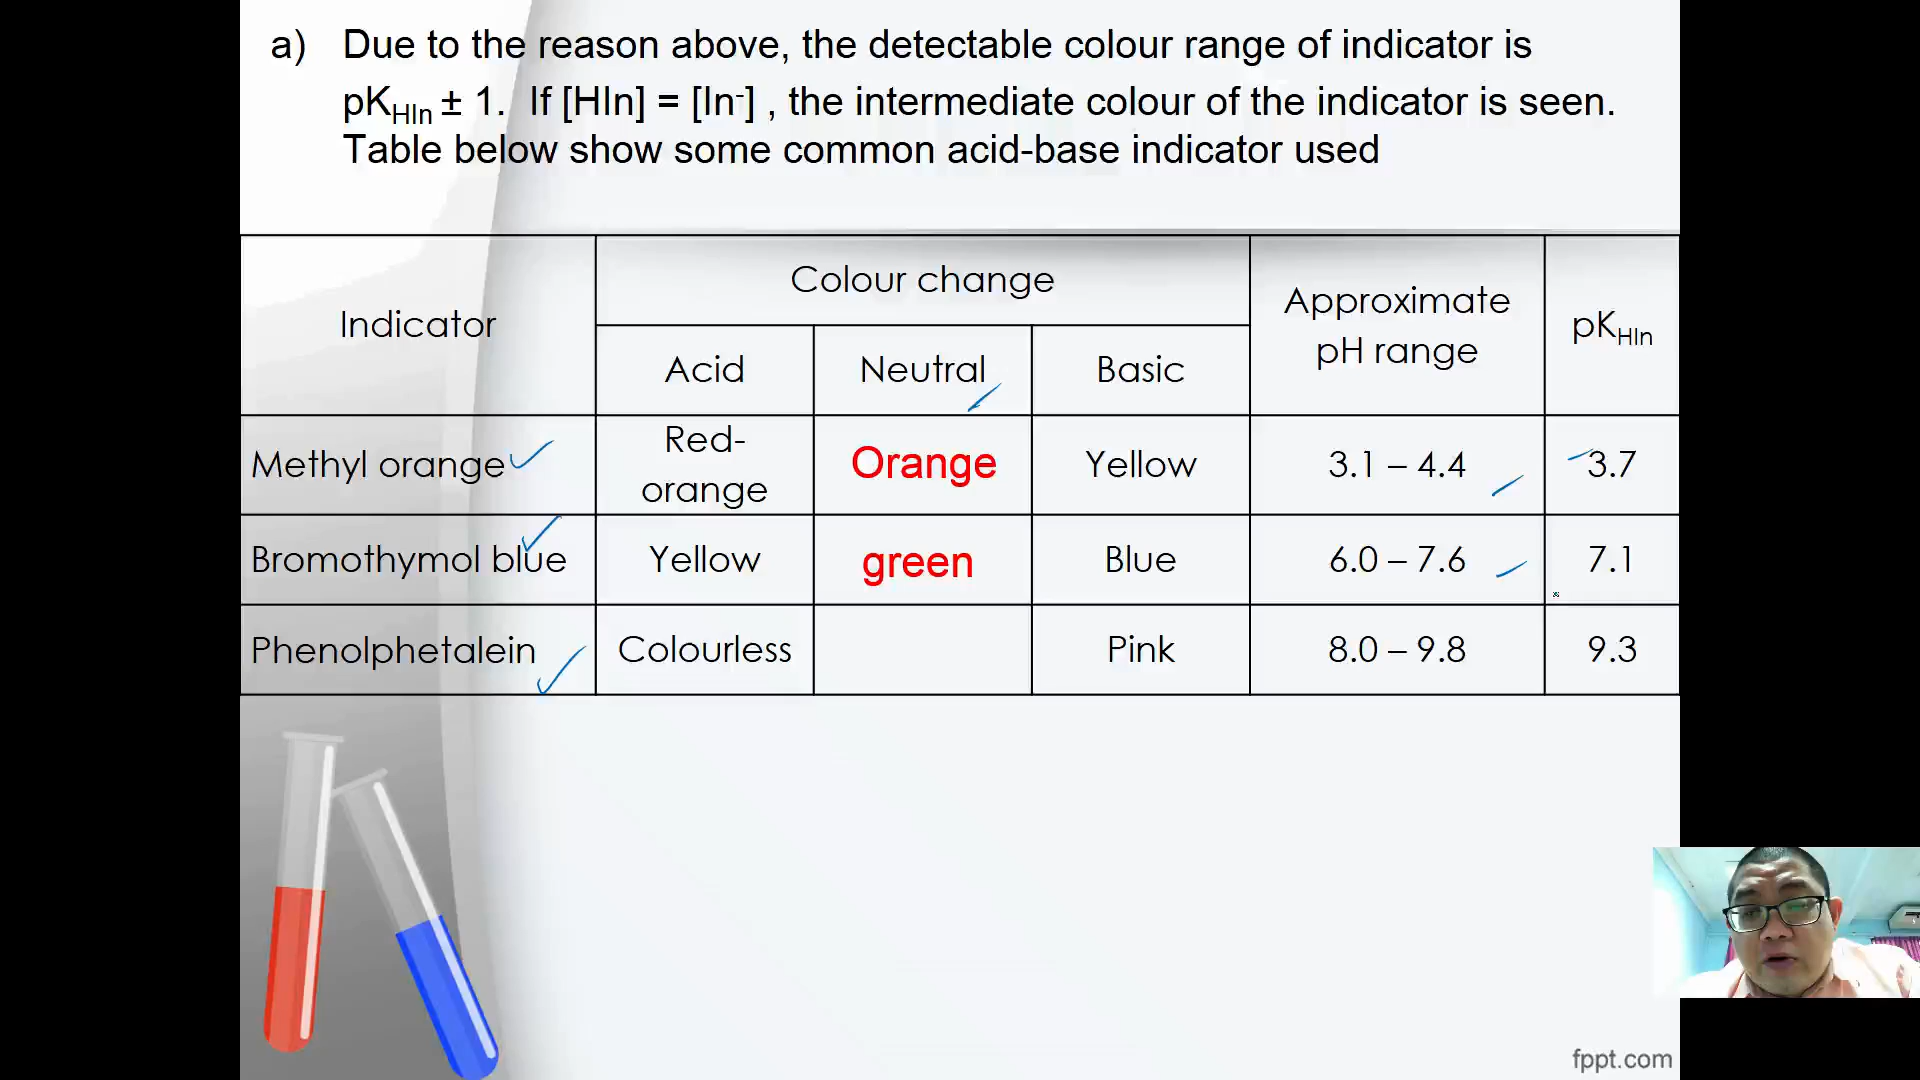 a) Due to the reason above, the detectable colour range of indicator is
pKHIn ± 1. If [HIn] = [In-] , the intermediate colour of the indicator is seen.
Table below show some common acid-base indicator used
Indicator
Colour change
Approximate
pH range
pKHIn
Acid
Neutral
Basic
Methyl orange
Red-
orange
Orange
Yellow
3.1 – 4.4
3.7
Bromothymol blue
Yellow
green
Blue
6.0 – 7.6
7.1
Phenolphetalein
Colourless
Pink
8.0 – 9.8
9.3
fppt.com